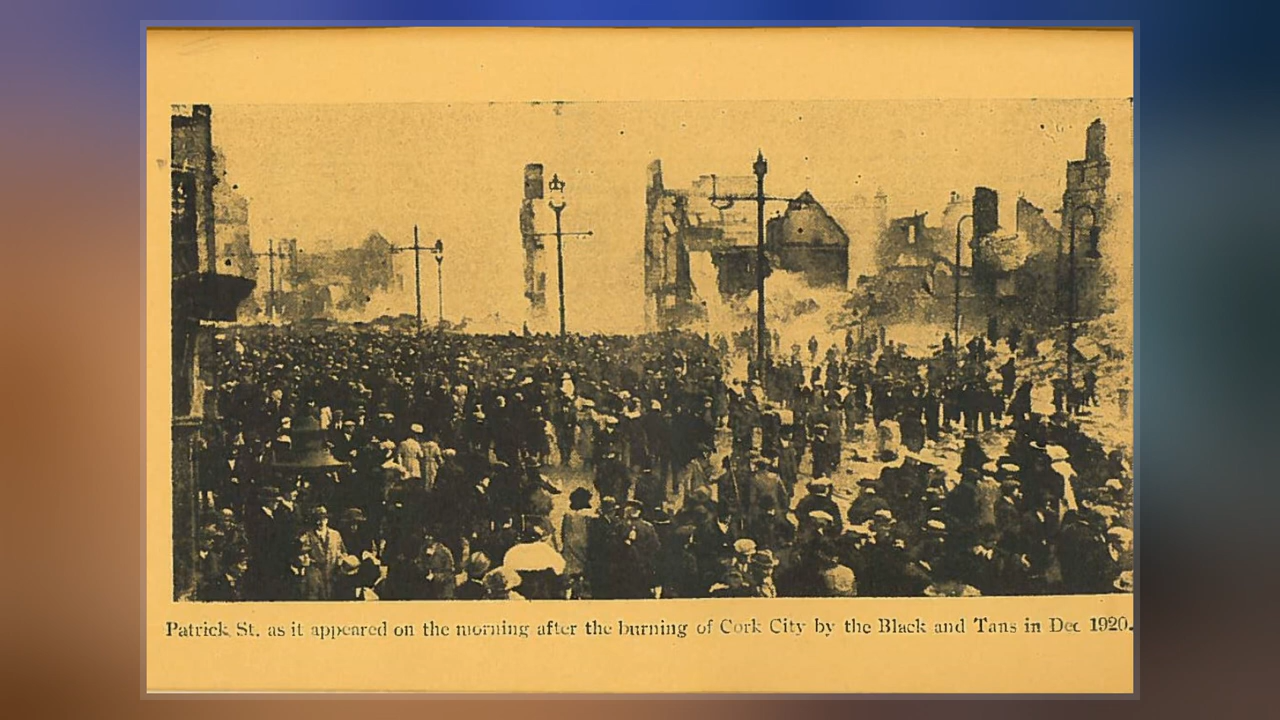 Patrick St. as it appeared on the morning after the burning of Cork City by the Black and Tans in Dec 1920.